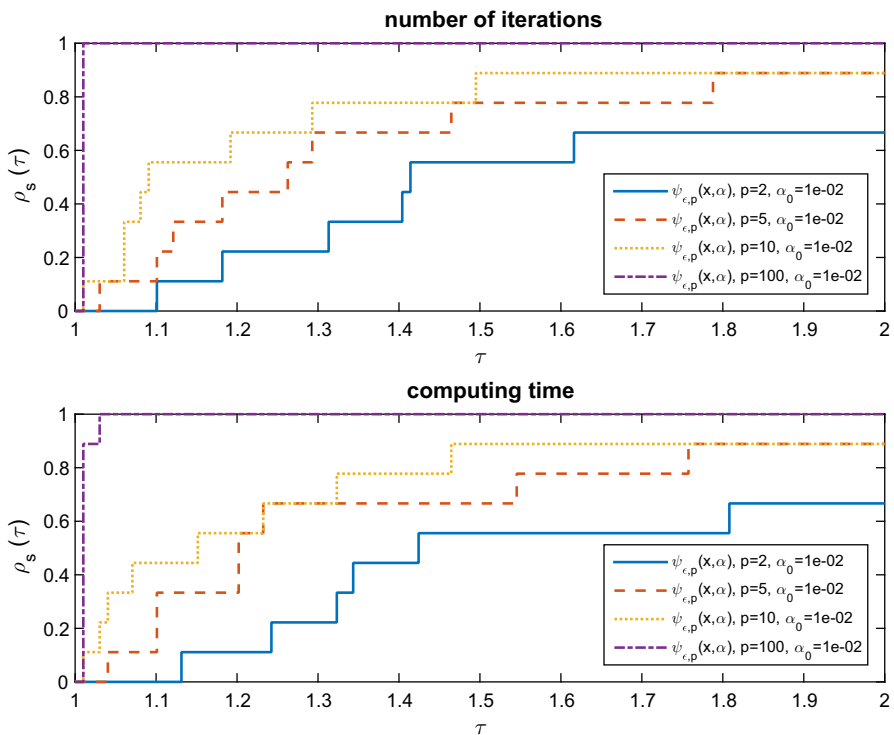 number of iterations
1
0.8
0.6
0.4
0.2
0
ρs (τ)
1 1.1 1.2 1.3 1.4 1.5 1.6 1.7 1.8 1.9 2
τ
ψϵ,p(x,α), p=2, α0=1e-02
ψϵ,p(x,α), p=5, α0=1e-02
ψϵ,p(x,α), p=10, α0=1e-02
ψϵ,p(x,α), p=100, α0=1e-02
computing time
1
0.8
0.6
0.4
0.2
0
ρs (τ)
1 1.1 1.2 1.3 1.4 1.5 1.6 1.7 1.8 1.9 2
τ
ψϵ,p(x,α), p=2, α0=1e-02
ψϵ,p(x,α), p=5, α0=1e-02
ψϵ,p(x,α), p=10, α0=1e-02
ψϵ,p(x,α), p=100, α0=1e-02